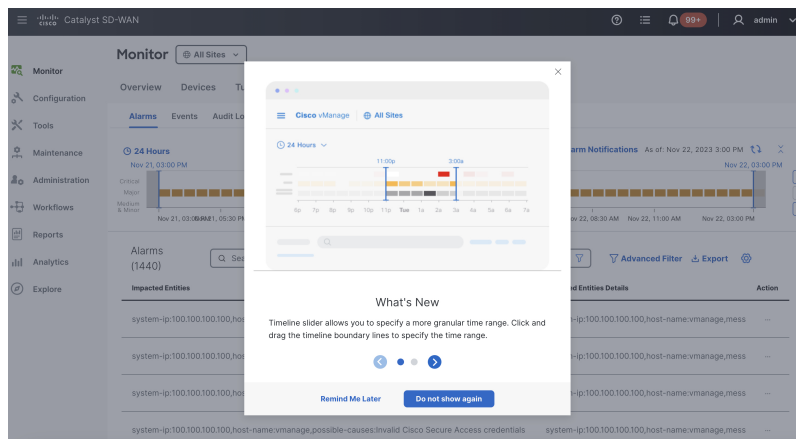 cisco Catalyst SD-WAN
99+
admin
Monitor
All Sites
Monitor
Configuration
Tools
Maintenance
Administration
Workflows
Reports
Analytics
Explore
Overview Devices Tu
Alarms Events Audit Lo
24 Hours
Nov 21, 03:00 PM
arm Notifications As of: Nov 22, 2023 3:00 PM
Nov 22, 03:00 PM
Critical
Major
Medium
& Minor
Nov 22, 08:30 AM Nov 22, 11:00 AM Nov 22, 03:00 PM
Alarms
(1440)
Sea
Advanced Filter Export
Impacted Entities
d Entities Details
Action
system-ip:100.100.100.100,hos
-ip:100.100.100.100,host-name:vmanage,mess
system-ip:100.100.100.100,hos
-ip:100.100.100.100,host-name:vmanage,mess
system-ip:100.100.100.100,hos
-ip:100.100.100.100,host-name:vmanage,mess
system-ip:100.100.100.100,host-name:vmanage,possible-causes:Invalid Cisco Secure Access credentials
system-ip:100.100.100.100,host-name:vmanage,mess
Cisco vManage All Sites
24 Hours
11:00p 3:00a
6p 7p 8p 9p 10p 11p Tue 1a 2a 3a 4a 5a 6a 7a
What's New
Timeline slider allows you to specify a more granular time range. Click and
drag the timeline boundary lines to specify the time range.
Remind Me Later
Do not show again